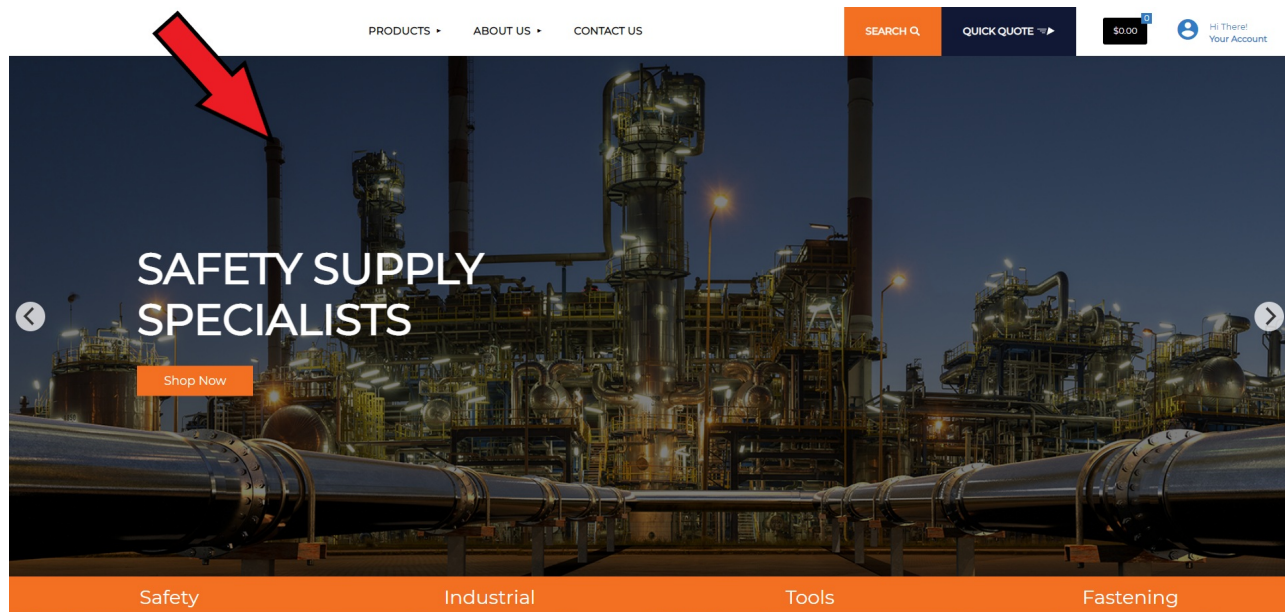 PRODUCTS ▸ ABOUT US ▸ CONTACT US SEARCH QUICK QUOTE $0.00 0 Hi There!
Your Account
SAFETY SUPPLY
SPECIALISTS
Shop Now
Safety Industrial Tools Fastening